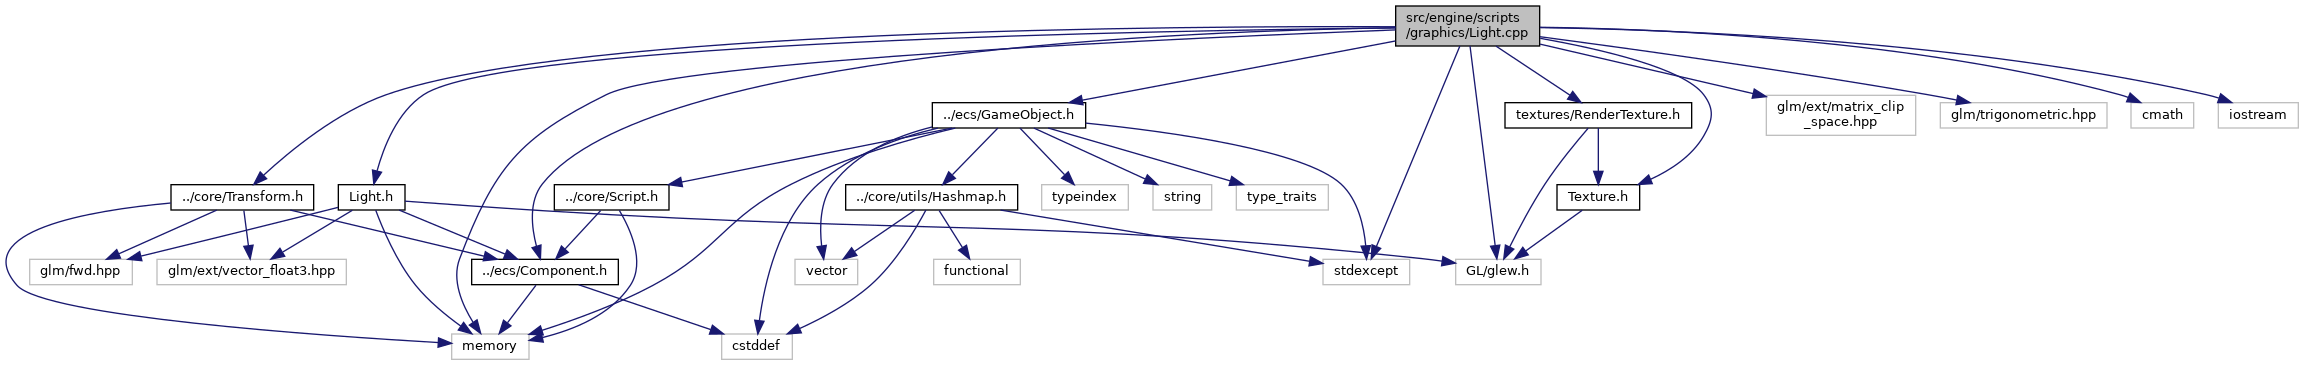 src/engine/scripts
/graphics/Light.cpp
../ecs/GameObject.h
textures/RenderTexture.h
glm/ext/matrix_clip
_space.hpp
glm/trigonometric.hpp
cmath
iostream
../core/Transform.h
Light.h
../core/Script.h
../core/utils/Hashmap.h
typeindex
string
type_traits
Texture.h
glm/fwd.hpp
glm/ext/vector_float3.hpp
../ecs/Component.h
vector
functional
stdexcept
GL/glew.h
memory
cstddef